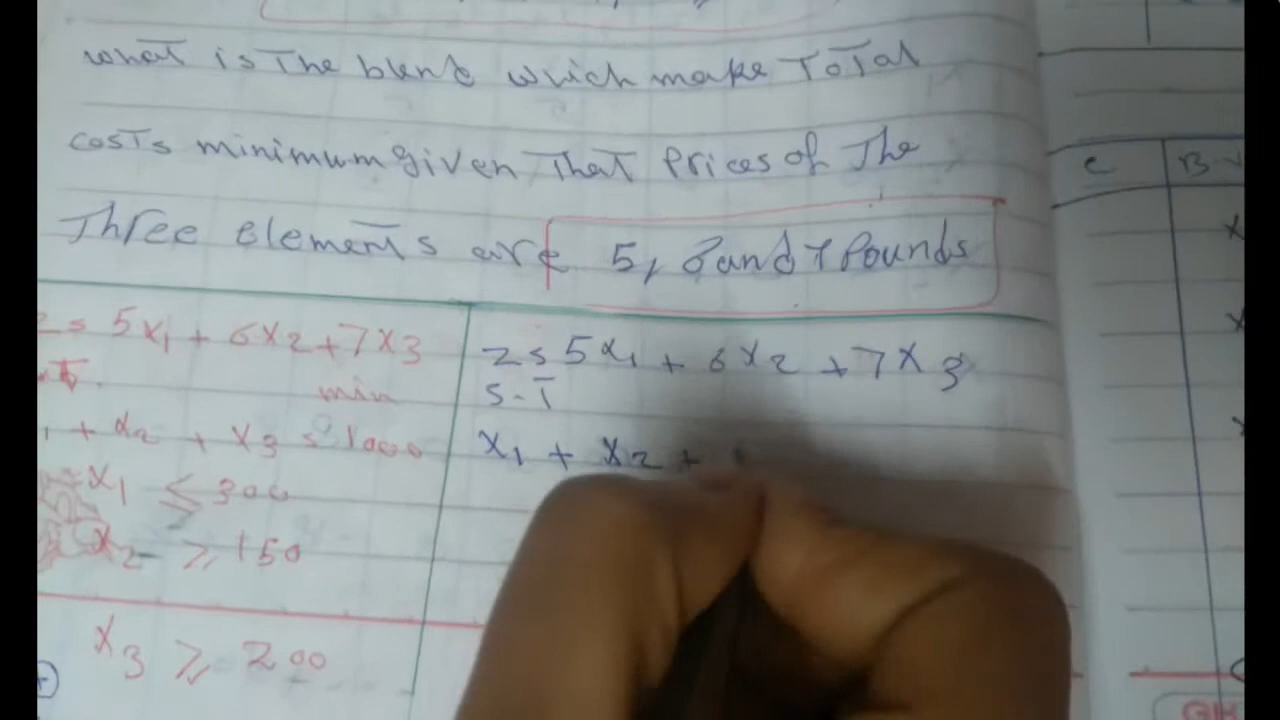 what is The blend which make ToTal
cosTs minimum given That Prices of The
Three elements are 5, 6 and 7 Pounds
Z = 5x1 + 6x2 + 7x3
min
+ x2 + x3 = 1000
x1 ≤ 300
x2 ≥ 150
x3 ≥ 200
Z = 5x1 + 6x2 + 7x3
S.T
x1 + x2 +
C
B